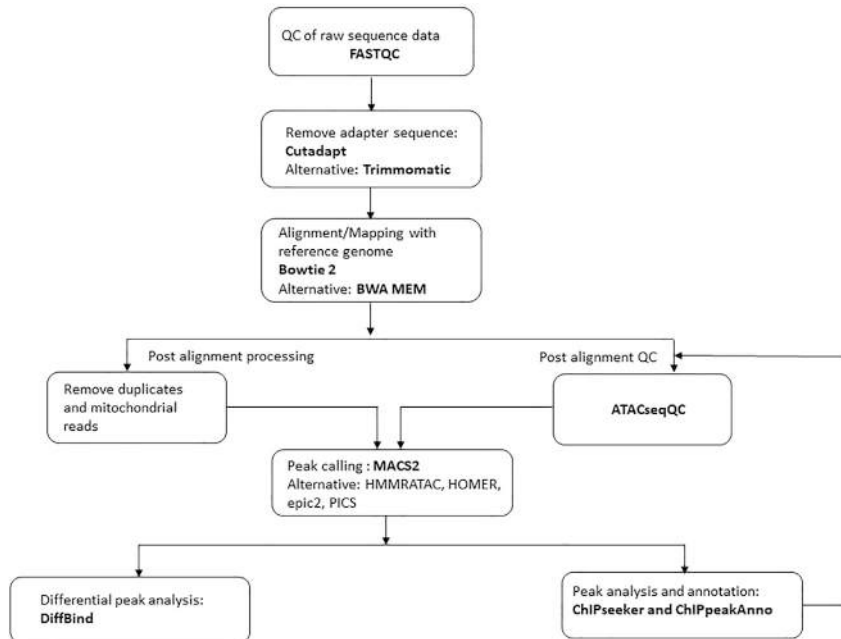 QC of raw sequence data
FASTQC
Remove adapter sequence:
Cutadapt
Alternative: Trimmomatic
Alignment/Mapping with
reference genome
Bowtie 2
Alternative: BWA MEM
Post alignment processing
Post alignment QC
Remove duplicates
and mitochondrial
reads
ATACseqQC
Peak calling : MACS2
Alternative: HMMRATAC, HOMER,
epic2, PICS
Differential peak analysis:
DiffBind
Peak analysis and annotation:
ChIPseeker and ChIPpeakAnno